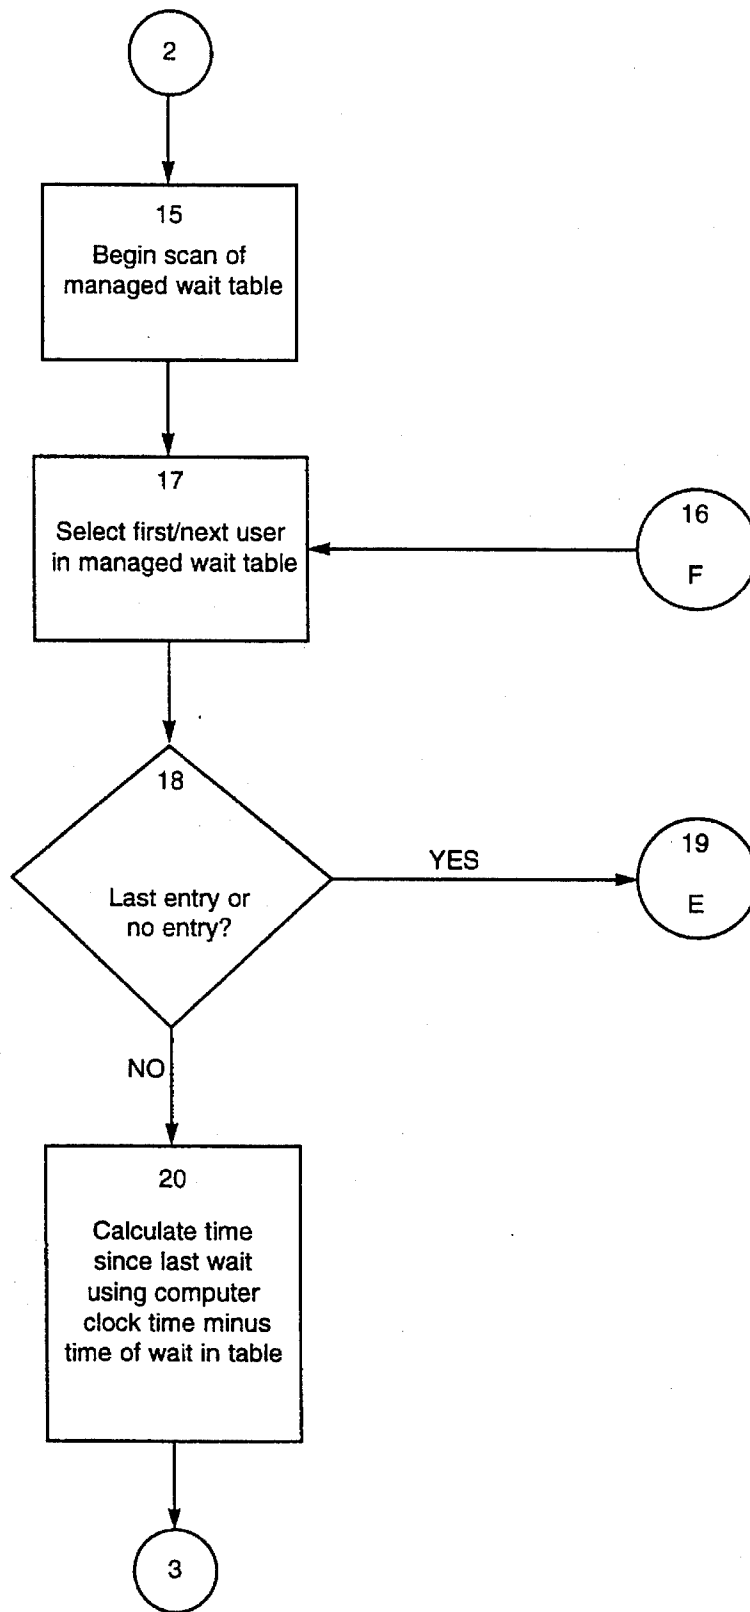 2
15
Begin scan of
managed wait table
17
Select first/next user
in managed wait table
16
F
18
Last entry or
no entry?
YES
19
E
NO
20
Calculate time
since last wait
using computer
clock time minus
time of wait in table
3